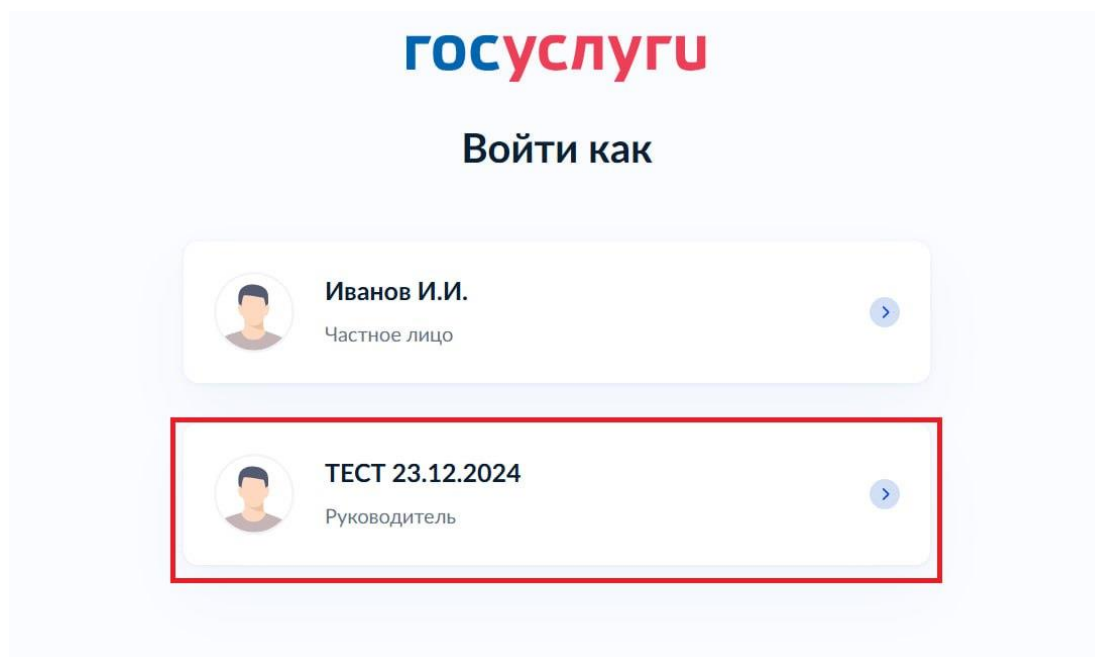 госуслуги
Войти как
Иванов И.И.
Частное лицо
ТЕСТ 23.12.2024
Руководитель